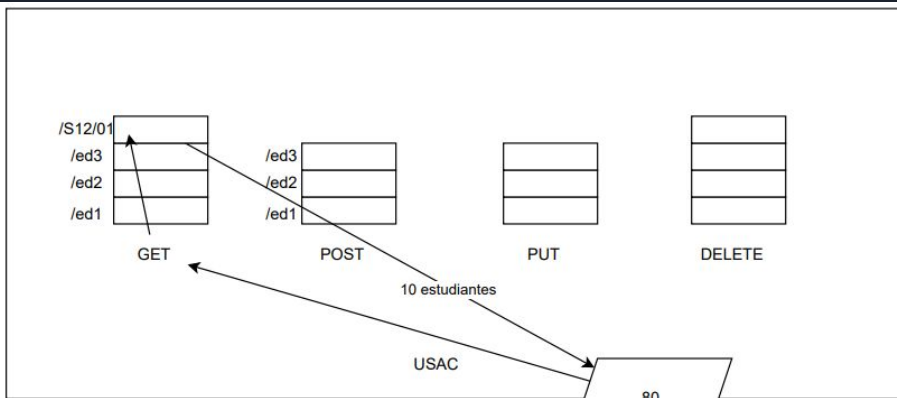 /S12/01
/ed3
/ed2
/ed1
GET
/ed3
/ed2
/ed1
POST
PUT
DELETE
10 estudiantes
USAC
80